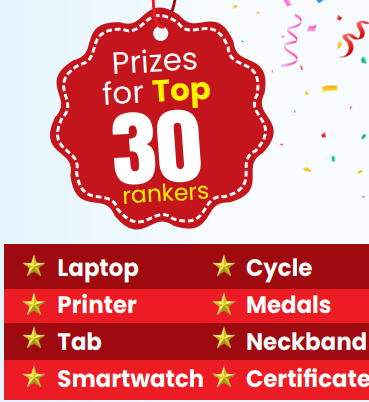 Prizes
for Top
30
rankers
Laptop Cycle
Printer Medals
Tab Neckband
Smartwatch Certificate